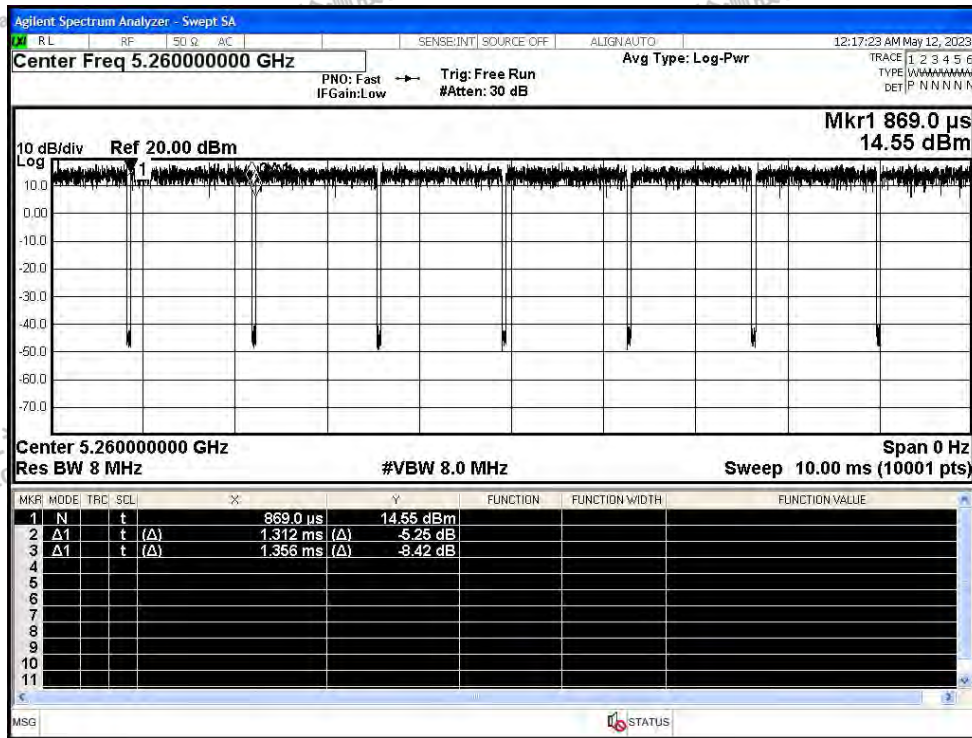 Agilent Spectrum Analyzer - Swept SA
LXI RL RF 50 Ω AC SENSE:INT SOURCE OFF ALIGN AUTO 12:17:23 AM May 12, 2023
Center Freq 5.260000000 GHz Avg Type: Log-Pwr TRACE 1 2 3 4 5 6
PNO: Fast Trig: Free Run TYPE WWWWWW
IFGain:Low #Atten: 30 dB DET P N N N N N
Mkr1 869.0 µs
10 dB/div Ref 20.00 dBm 14.55 dBm
Log
1
10.0
0.00
-10.0
-20.0
-30.0
-40.0
-50.0
-60.0
-70.0
Center 5.260000000 GHz Span 0 Hz
Res BW 8 MHz #VBW 8.0 MHz Sweep 10.00 ms (10001 pts)
MKR MODE TRC SCL X Y FUNCTION FUNCTION WIDTH FUNCTION VALUE
1 N t 869.0 µs 14.55 dBm
2 Δ1 t (Δ) 1.312 ms (Δ) -5.25 dB
3 Δ1 t (Δ) 1.356 ms (Δ) -8.42 dB
4
5
6
7
8
9
10
11
MSG STATUS